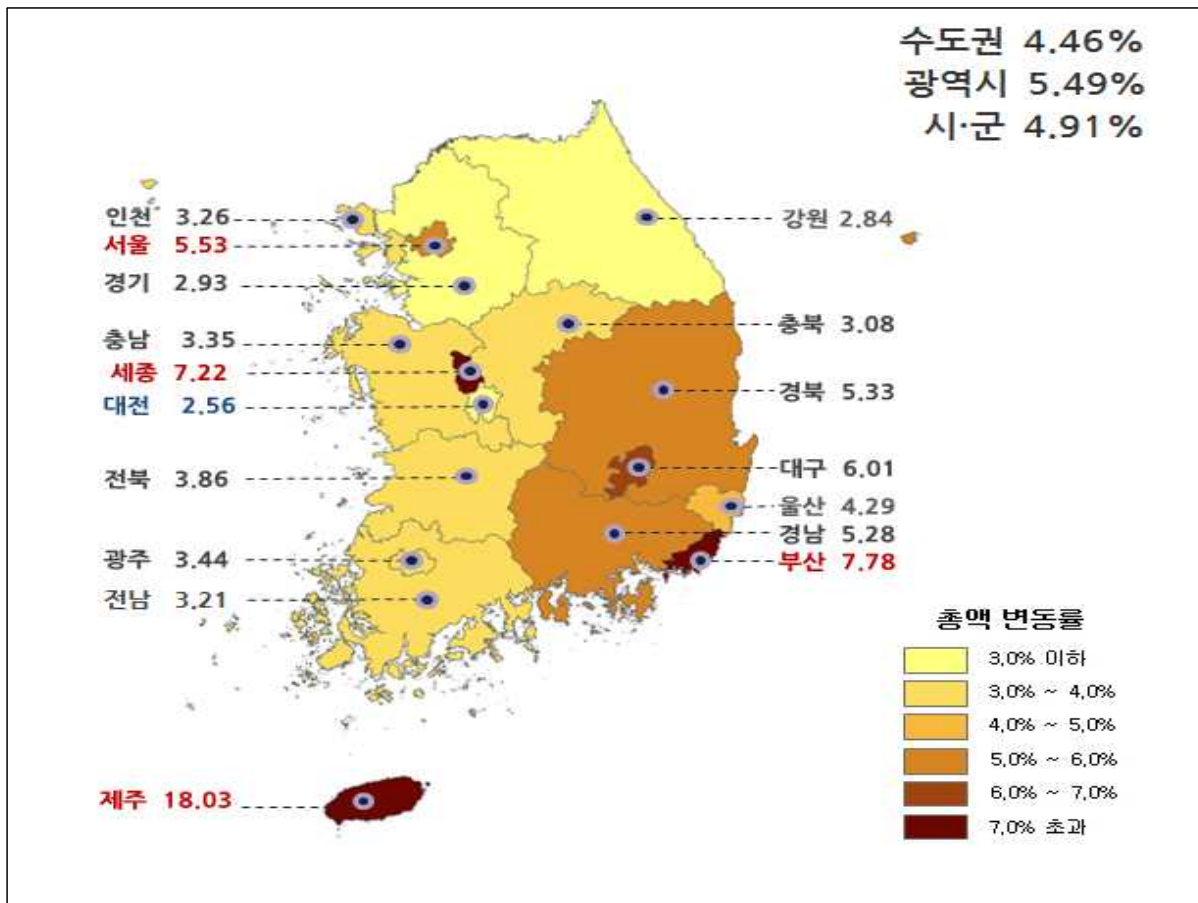 수도권 4.46%
광역시 5.49%
시·군 4.91%
인천 3.26
서울 5.53
경기 2.93
충남 3.35
세종 7.22
대전 2.56
전북 3.86
광주 3.44
전남 3.21
제주 18.03
강원 2.84
충북 3.08
경북 5.33
대구 6.01
울산 4.29
경남 5.28
부산 7.78
총액 변동률
3.0% 이하
3.0% ~ 4.0%
4.0% ~ 5.0%
5.0% ~ 6.0%
6.0% ~ 7.0%
7.0% 초과